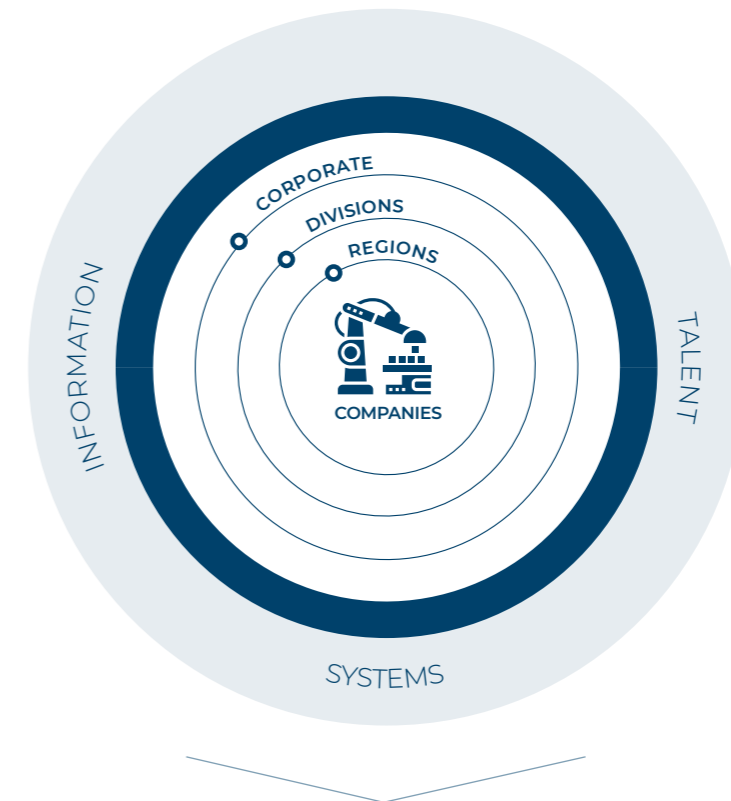 CORPORATE
DIVISIONS
REGIONS
COMPANIES
INFORMATION
TALENT
SYSTEMS